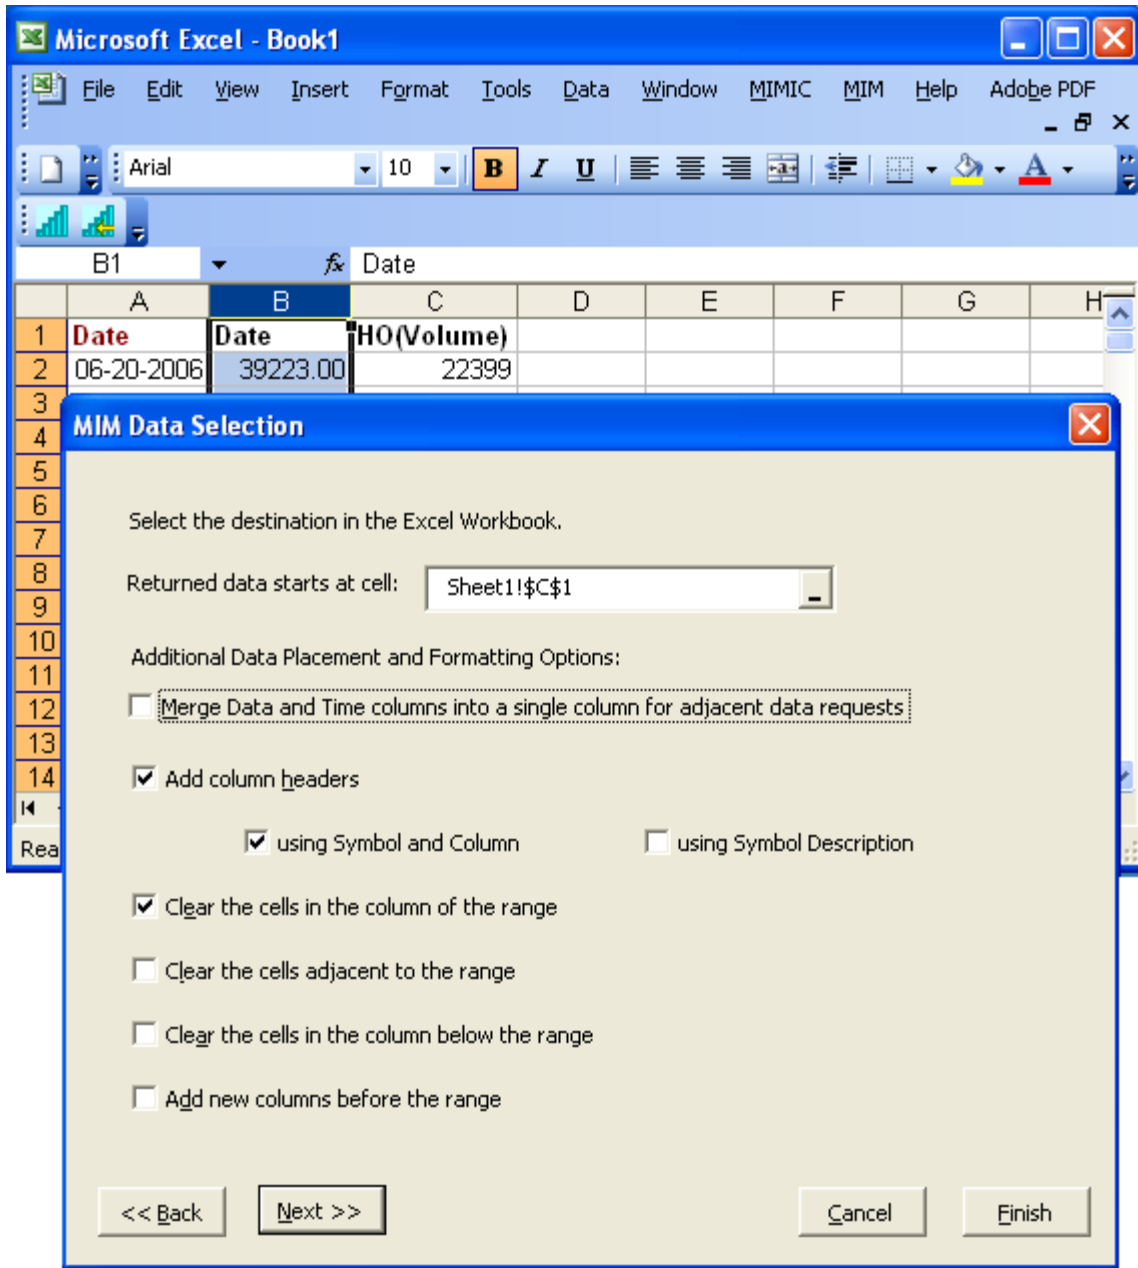 Microsoft Excel - Book1
File Edit View Insert Format Tools Data Window MIMIC MIM Help Adobe PDF
Arial 10 B I U A
B1 fx Date
A B C D E F G H
1 Date Date HO(Volume)
2 06-20-2006 39223.00 22399
3
MIM Data Selection
4
5
6
Select the destination in the Excel Workbook.
7
8
Returned data starts at cell: Sheet1!$C$1
9
10
Additional Data Placement and Formatting Options:
11
12
Merge Data and Time columns into a single column for adjacent data requests
13
14
Add column headers
Rea
using Symbol and Column using Symbol Description
Clear the cells in the column of the range
Clear the cells adjacent to the range
Clear the cells in the column below the range
Add new columns before the range
<< Back Next >> Cancel Finish